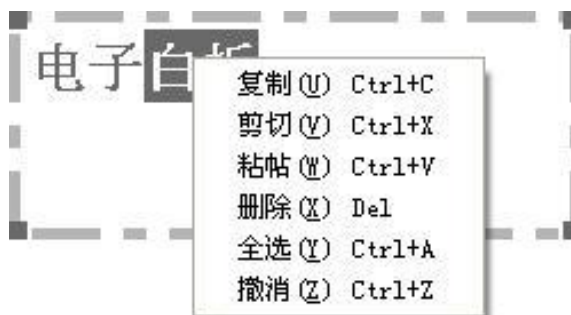 电子白板
复制(U) Ctrl+C
剪切(V) Ctrl+X
粘帖(W) Ctrl+V
删除(X) Del
全选(Y) Ctrl+A
撤消(Z) Ctrl+Z